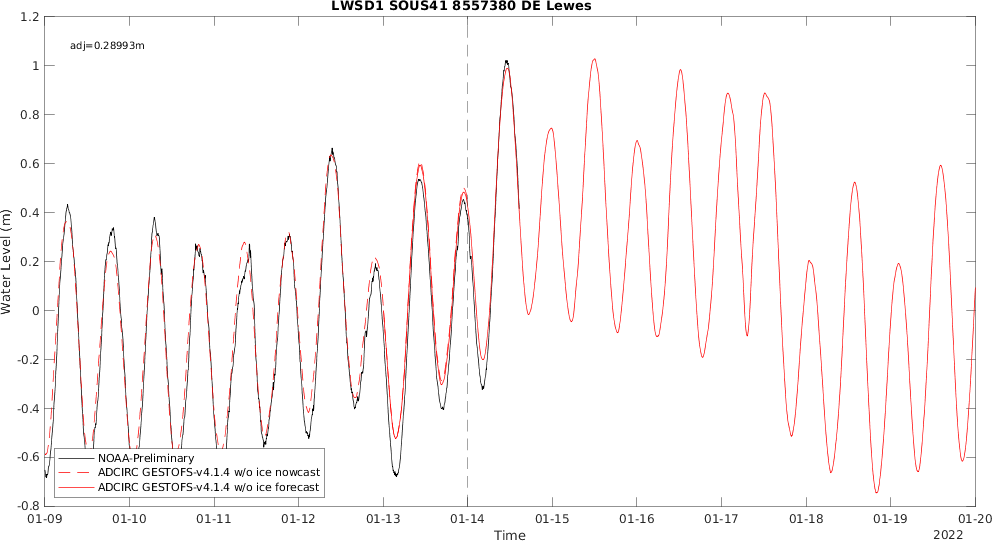 LWSD1 SOUS41 8557380 DE Lewes
adj=0.28993m
Water Level (m)
1.2
1
0.8
0.6
0.4
0.2
0
-0.2
-0.4
-0.6
-0.8
NOAA-Preliminary
ADCIRC GESTOFS-v4.1.4 w/o ice nowcast
ADCIRC GESTOFS-v4.1.4 w/o ice forecast
01-09 01-10 01-11 01-12 01-13 01-14 01-15 01-16 01-17 01-18 01-19 01-20
Time
2022